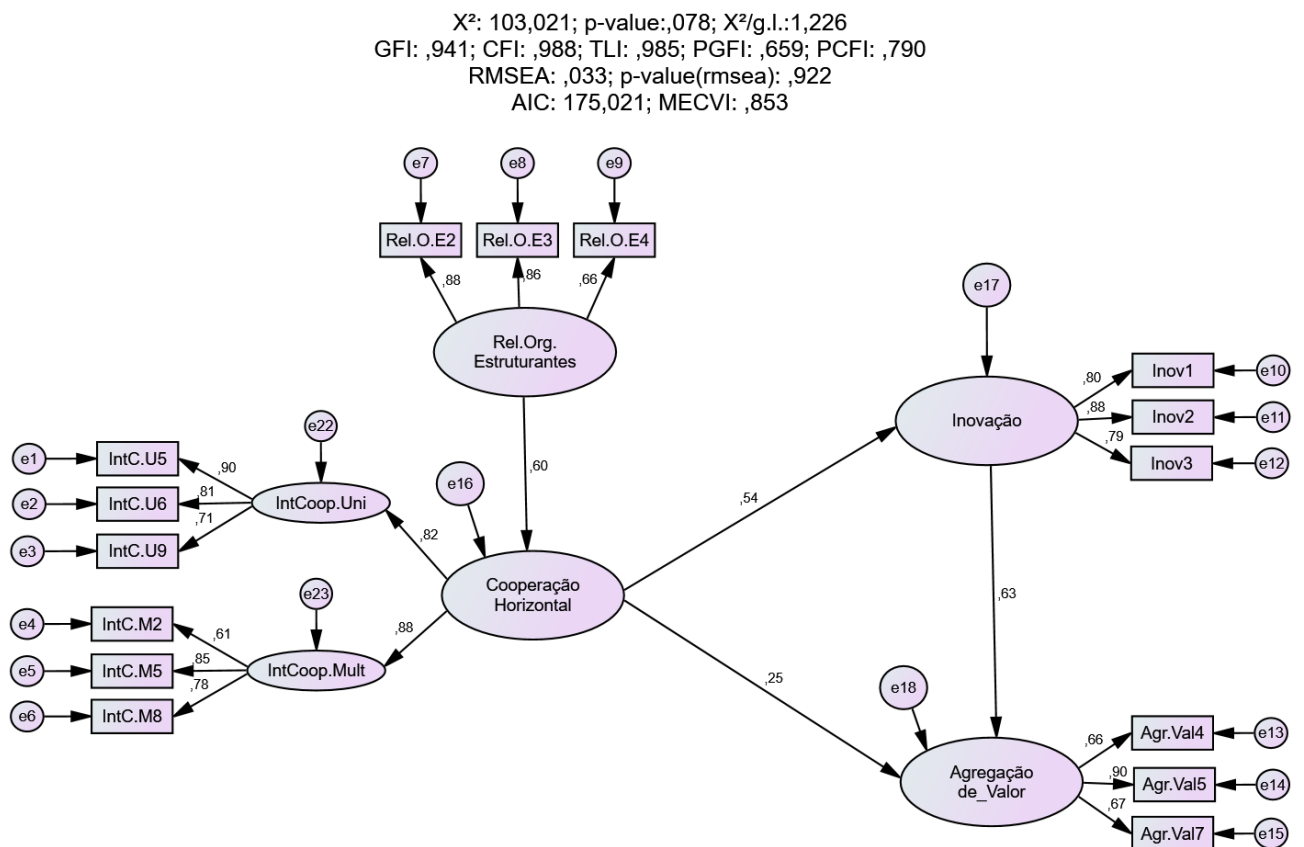 X²: 103,021; p-value:,078; X²/g.l.:1,226
GFI: ,941; CFI: ,988; TLI: ,985; PGFI: ,659; PCFI: ,790
RMSEA: ,033; p-value(rmsea): ,922
AIC: 175,021; MECVI: ,853
e7
e8
e9
Rel.O.E2
Rel.O.E3
Rel.O.E4
,88
,86
,66
Rel.Org.
Estruturantes
,60
e17
Inovação
,80
,88
,79
Inov1
Inov2
Inov3
e10
e11
e12
e22
e1
IntC.U5
e2
IntC.U6
e3
IntC.U9
,90
,81
,71
IntCoop.Uni
e16
,82
,54
e23
e4
IntC.M2
e5
IntC.M5
e6
IntC.M8
,61
,85
,78
IntCoop.Mult
,88
Cooperação
Horizontal
,63
,25
e18
Agregação
de_Valor
,66
,90
,67
Agr.Val4
Agr.Val5
Agr.Val7
e13
e14
e15